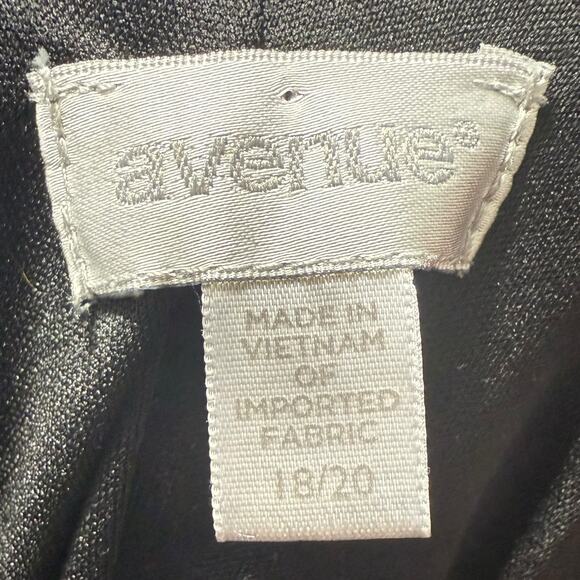 avenue®
MADE IN
VIETNAM
OF
IMPORTED
FABRIC
18/20